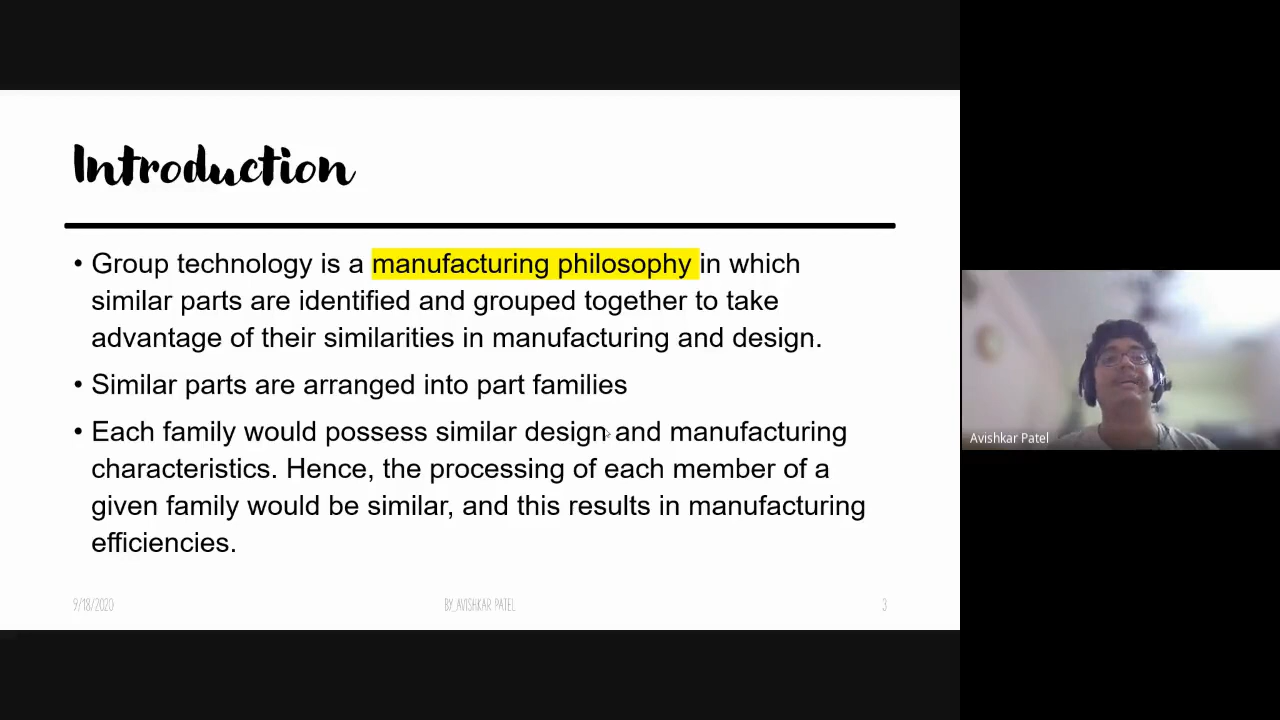 Introduction
• Group technology is a manufacturing philosophy in which
similar parts are identified and grouped together to take
advantage of their similarities in manufacturing and design.
• Similar parts are arranged into part families
• Each family would possess similar design and manufacturing
characteristics. Hence, the processing of each member of a
given family would be similar, and this results in manufacturing
efficiencies.
9/18/2020
BY_AVISHKAR PATEL
3
Avishkar Patel